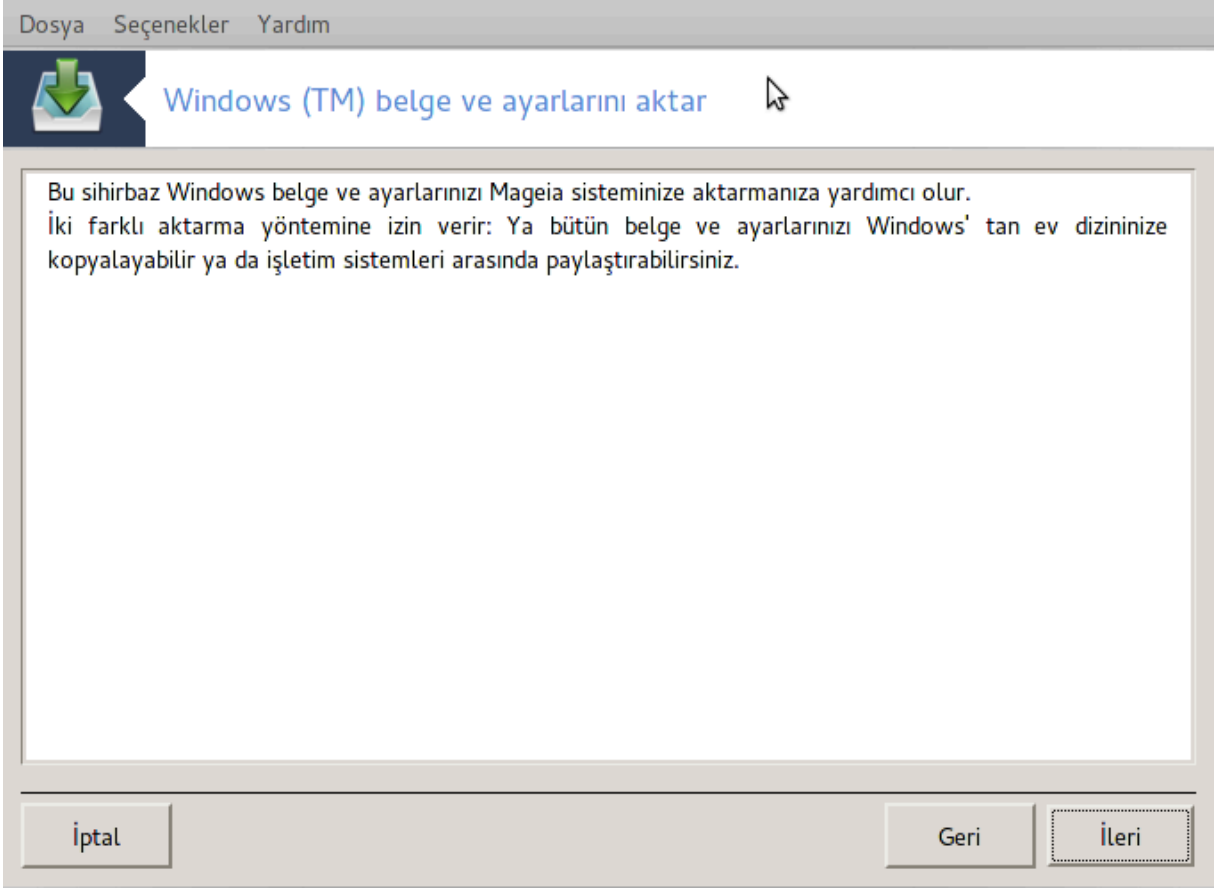 Dosya Seçenekler Yardım
Windows (TM) belge ve ayarlarını aktar
Bu sihirbaz Windows belge ve ayarlarınızı Mageia sisteminize aktarmanıza yardımcı olur.
İki farklı aktarma yöntemine izin verir: Ya bütün belge ve ayarlarınızı Windows' tan ev dizininize
kopyalayabilir ya da işletim sistemleri arasında paylaştırabilirsiniz.
İptal Geri İleri